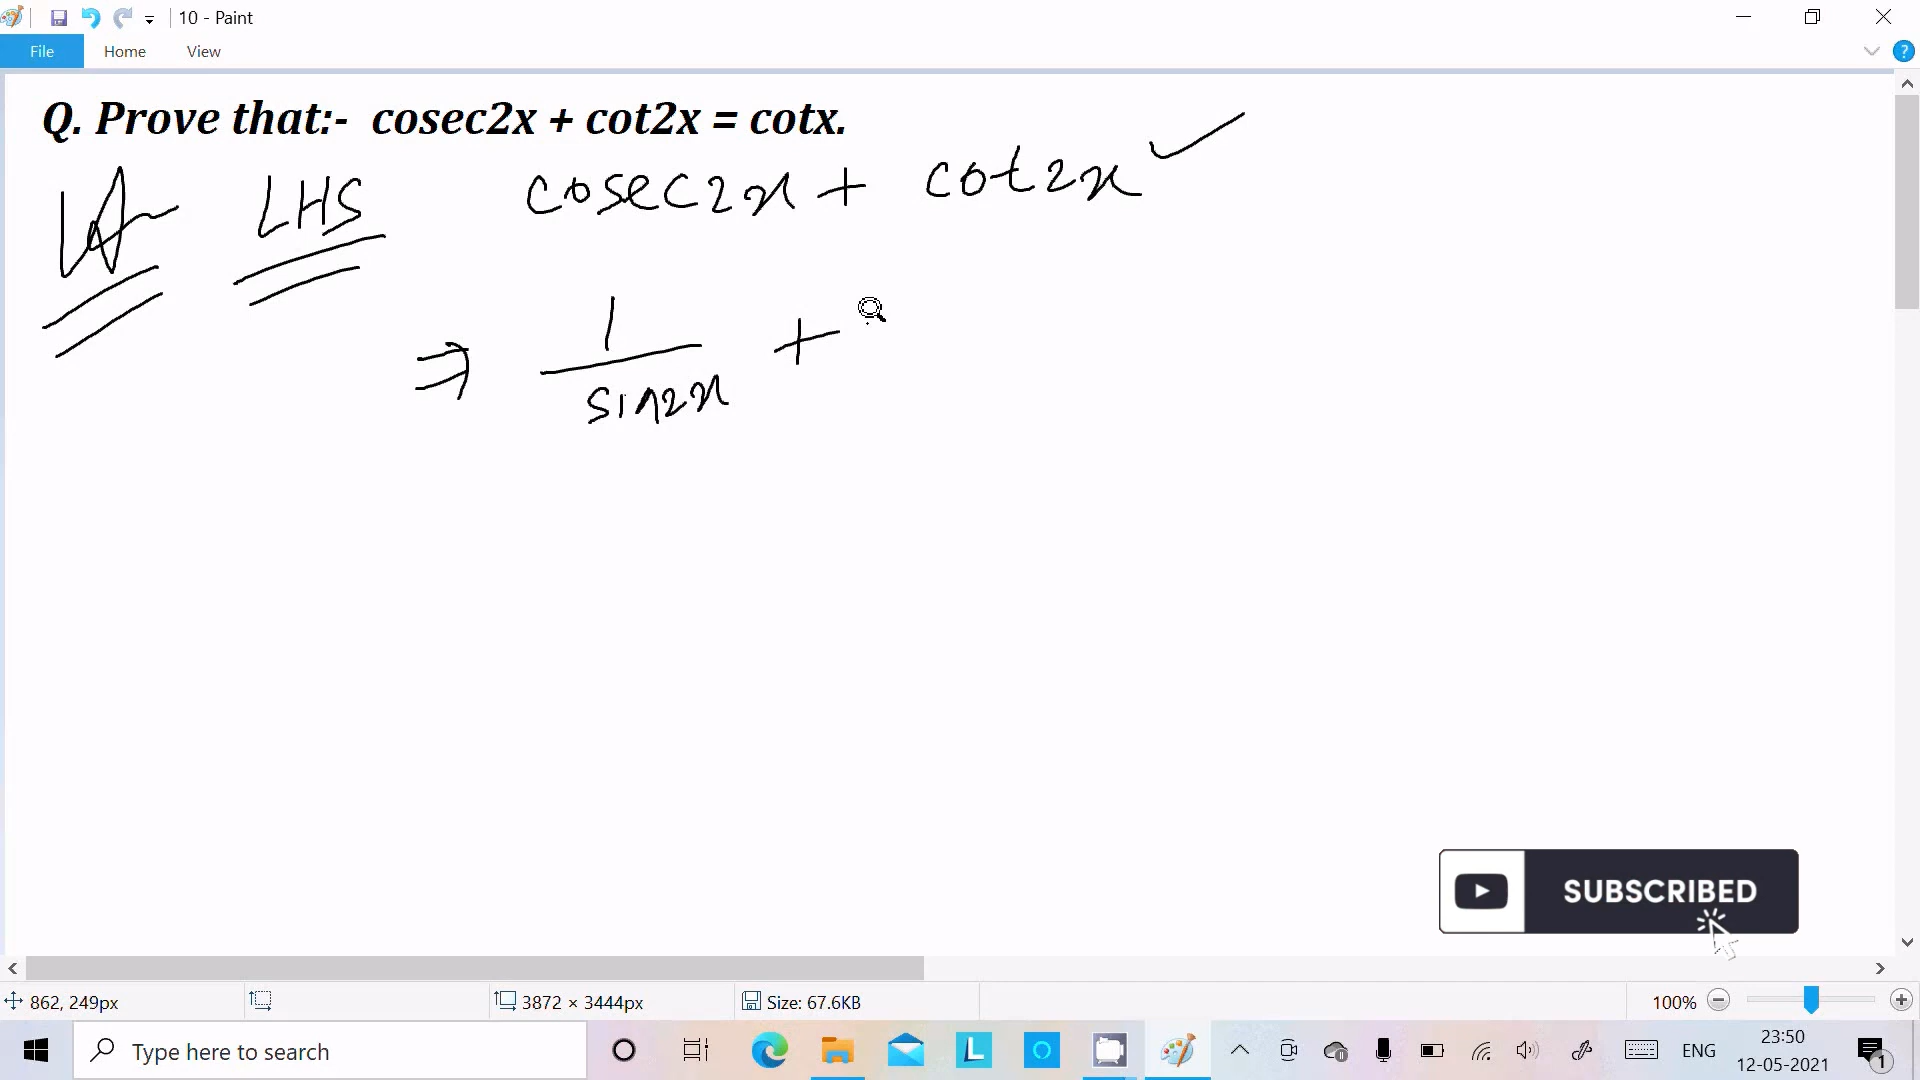 10 - Paint
File Home View
Q. Prove that:- cosec2x + cot2x = cotx.
LHS cosec2x + cot2x
⇒ 1/sin2x +
SUBSCRIBED
862, 249px 3872 × 3444px Size: 67.6KB 100%
Type here to search
ENG 23:50
12-05-2021
1